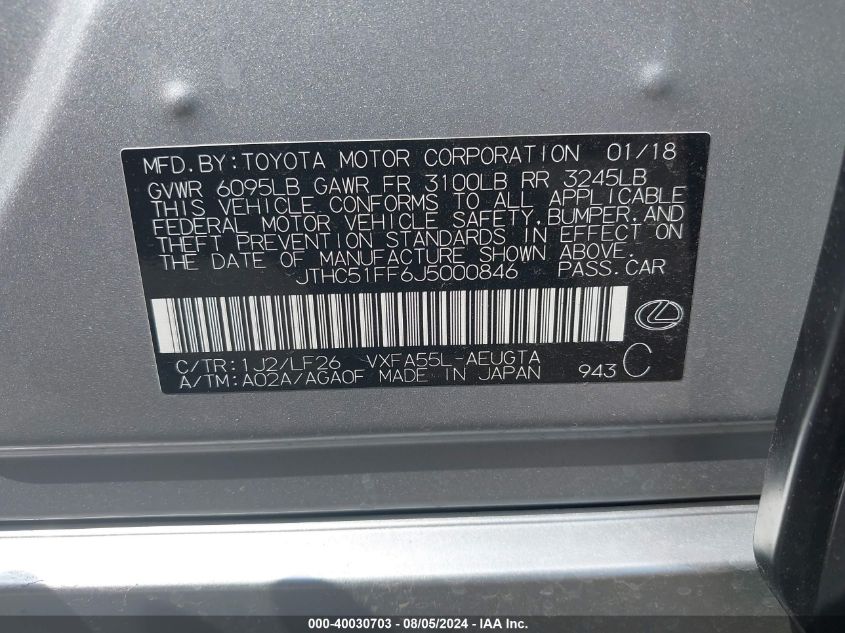 MFD.BY:TOYOTA MOTOR CORPORATION 01/18
GVWR 6095LB GAWR FR 3100LB RR 3245LB
THIS VEHICLE CONFORMS TO ALL APPLICABLE
FEDERAL MOTOR VEHICLE SAFETY,BUMPER,AND
THEFT PREVENTION STANDARDS IN EFFECT ON
THE DATE OF MANUFACTURE SHOWN ABOVE.
JTHC51FF6J5000846 PASS.CAR
C/TR:1J2/LF26 VXFA55L-AEUGTA
A/TM:A02A/AGA0F MADE IN JAPAN 943 C
000-40030703 - 08/05/2024 - COPYRIGHT IAA, LLC.